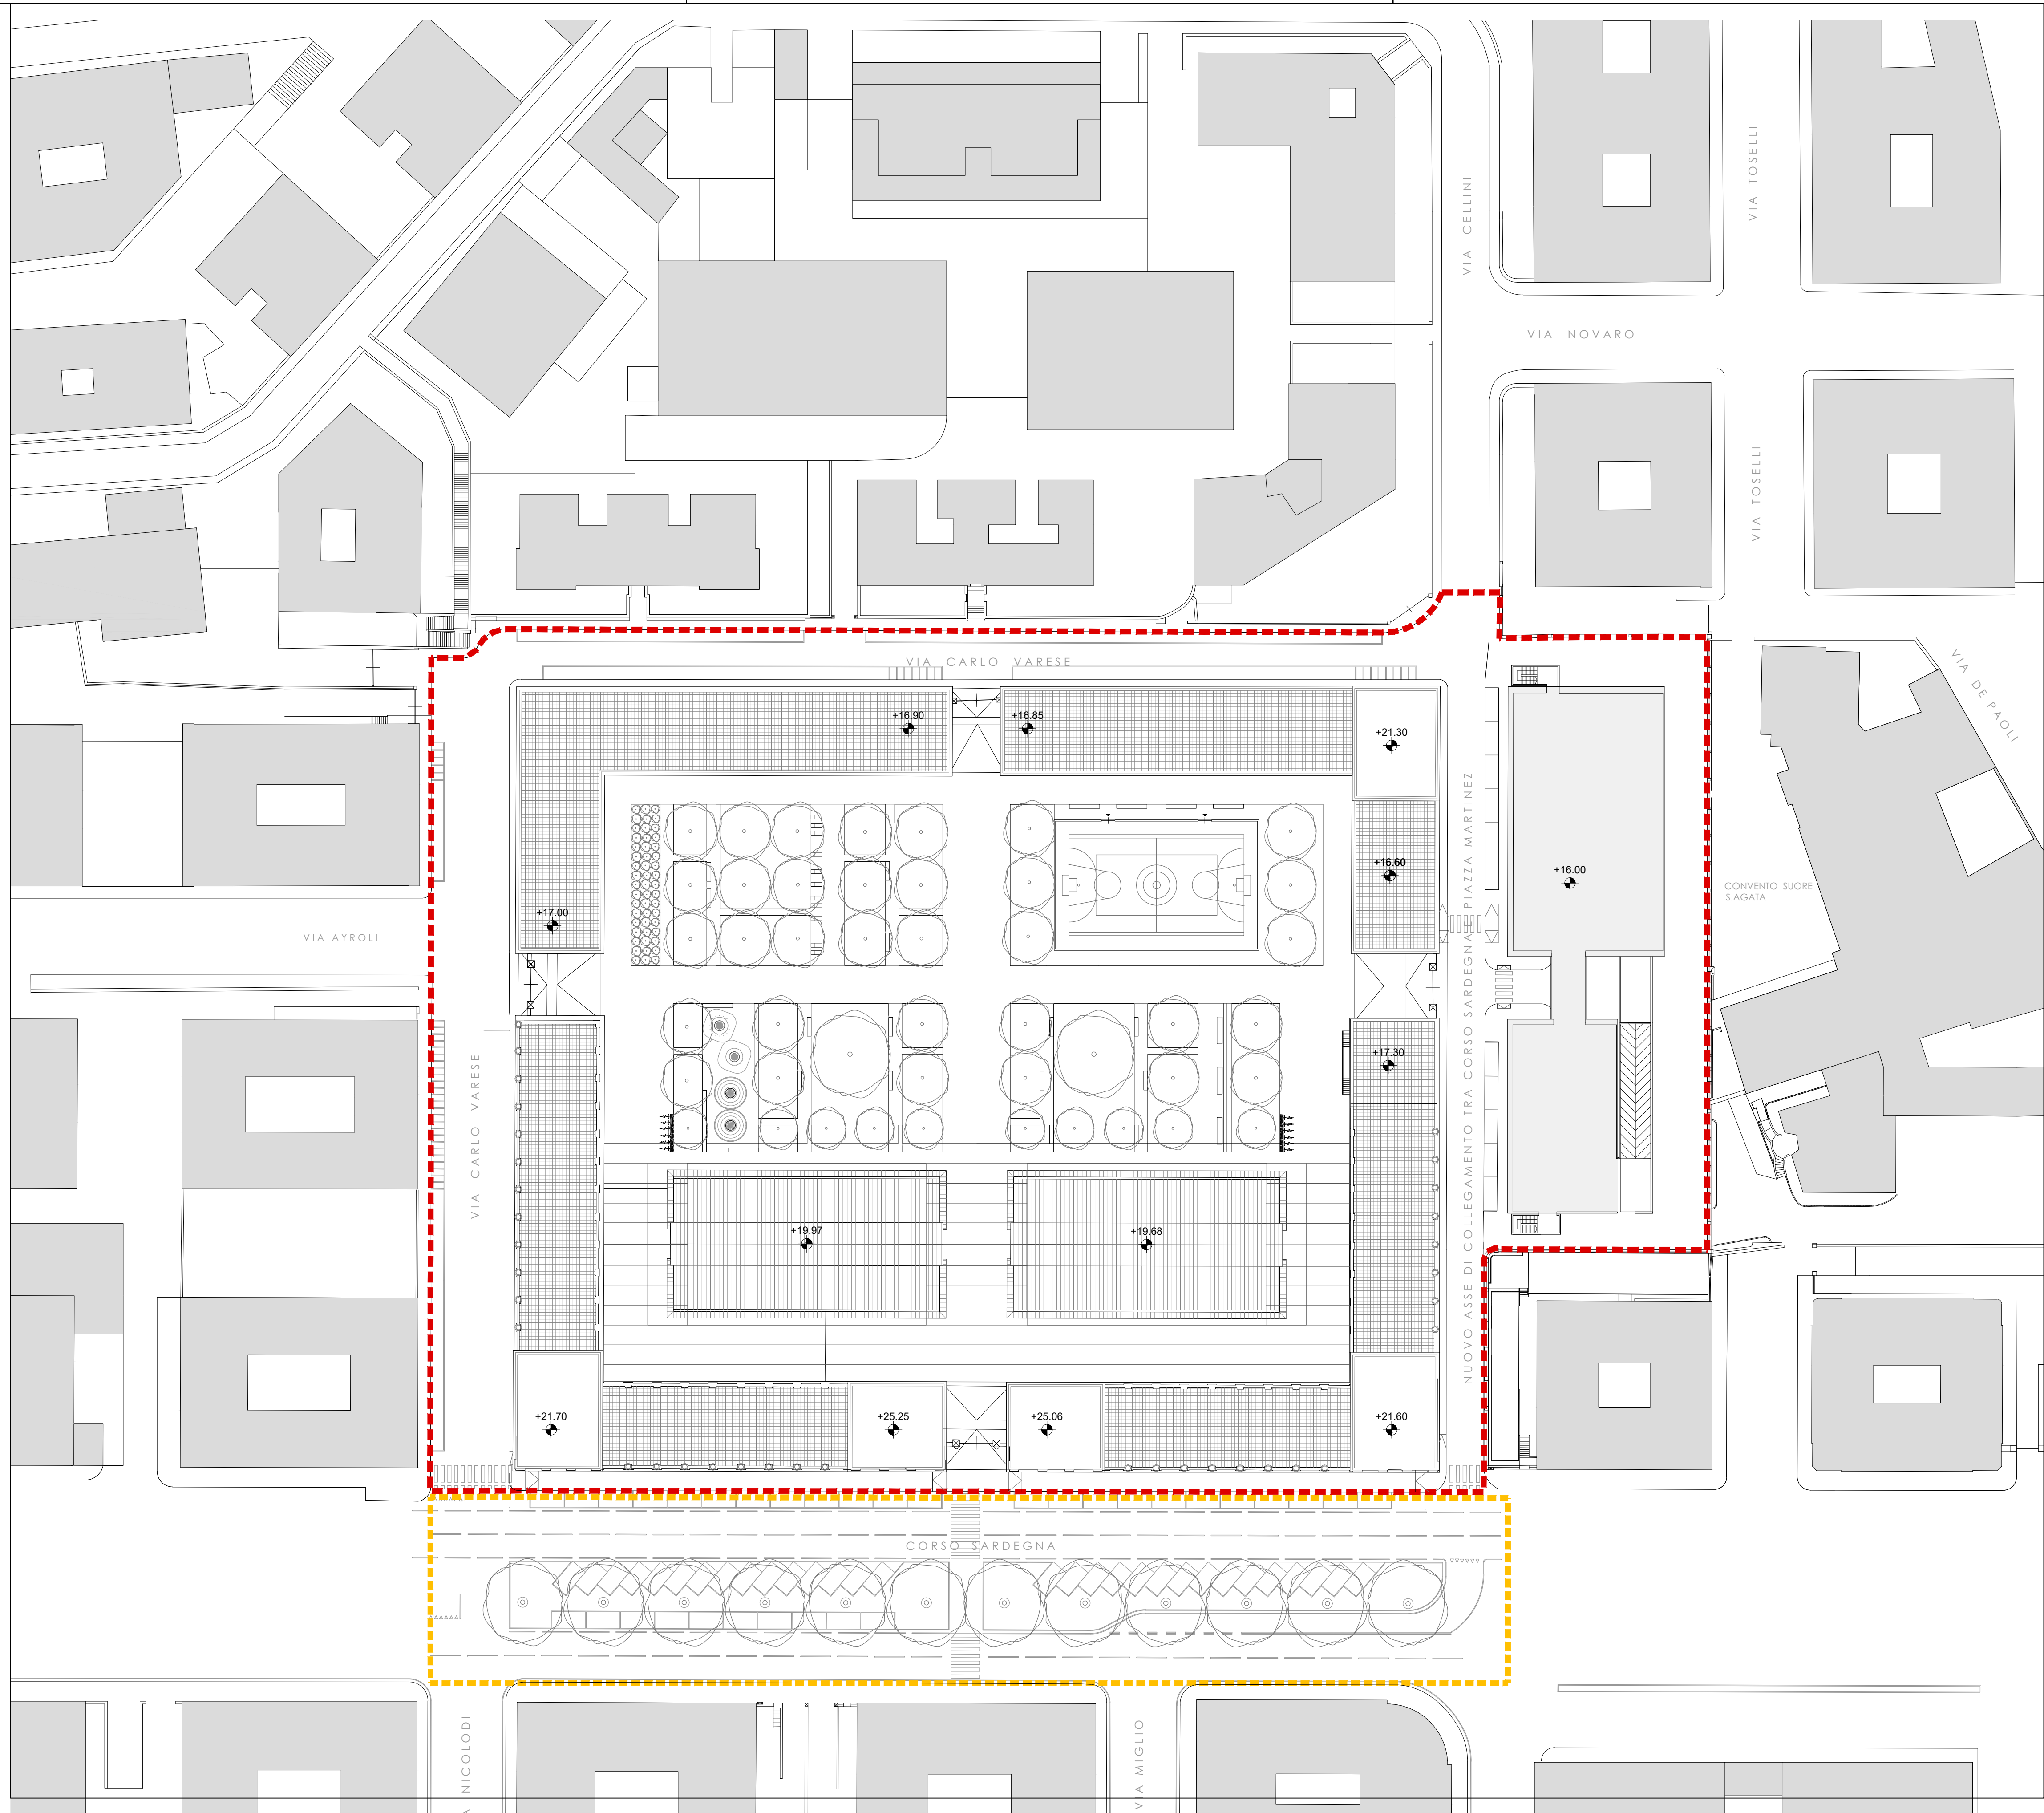 VIA TOSELLI
VIA CELLINI
VIA NOVARO
VIA TOSELLI
VIA CARLO VARESE
VIA DE PAOLI
+16.90
+16.85
+21.30
+16.60
+16.00
CONVENTO SUORE
S.AGATA
+17.00
VIA AYROLI
NUOVO ASSE DI COLLEGAMENTO TRA CORSO SARDEGNA E PIAZZA MARTINEZ
+17.30
VIA CARLO VARESE
+19.97
+19.68
+21.70
+25.25
+25.06
+21.60
CORSO SARDEGNA
NICOLODI
VIA MIGLIO